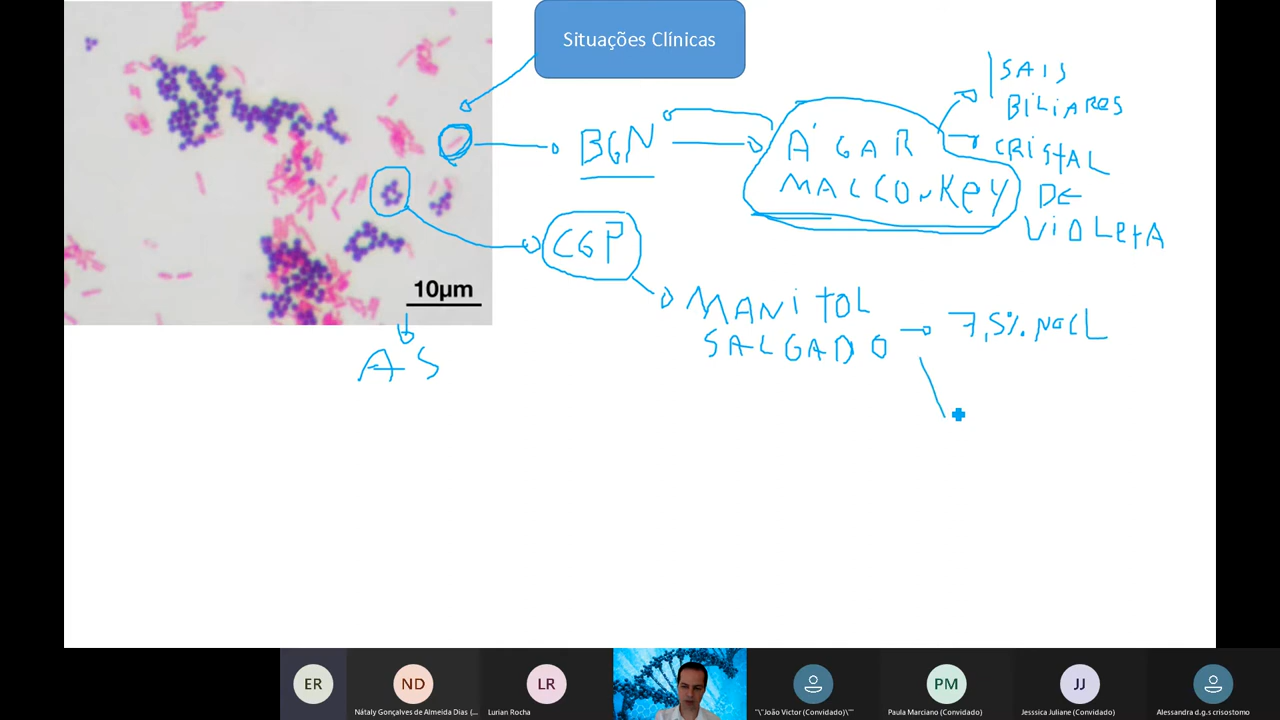 Situações Clínicas
SAIS
BILIARES
BGN
ÁGAR
MACCONKEY
CRISTAL
DE
VIOLETA
CGP
10µm
AS
MANITOL
SALGADO
7,5% NaCL
ER
ND
LR
PM
JJ
Nátaly Gonçalves de Almeida Dias (...
Lurian Rocha
"\"João Victor (Convidado)\""
Paula Marciano (Convidado)
Jesssica Juliane (Convidado)
Alessandra d.g.s crisostomo